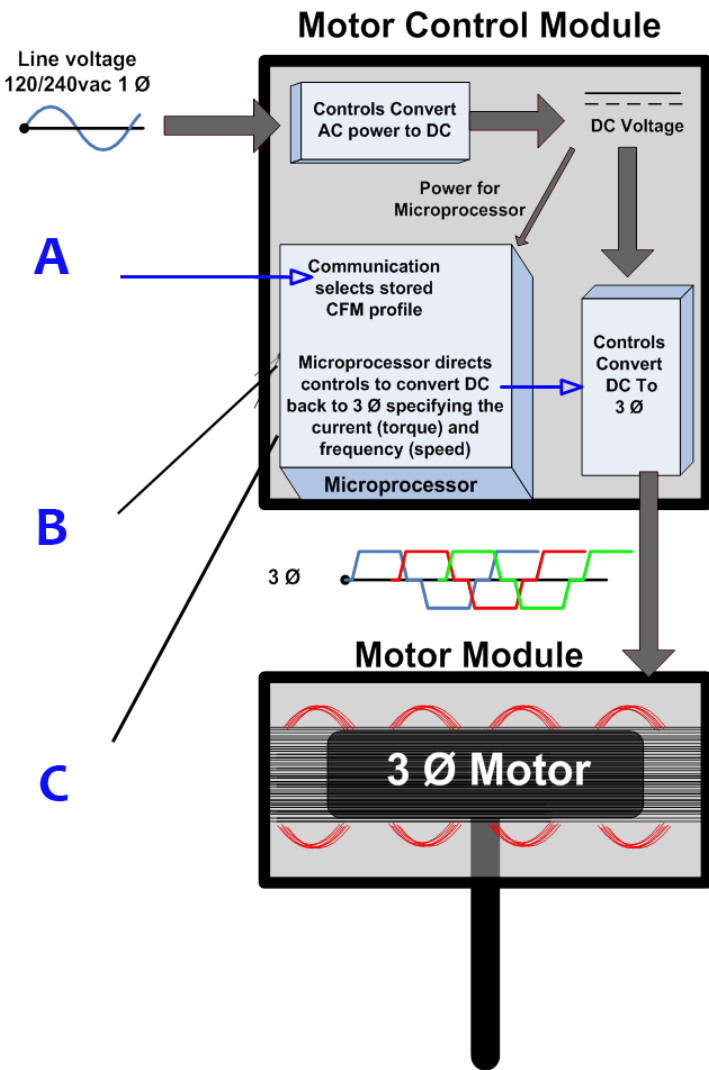 Motor Control Module
Line voltage
120/240vac 1 Ø
Controls Convert
AC power to DC
DC Voltage
Power for
Microprocessor
A
Communication
selects stored
CFM profile
Microprocessor directs
controls to convert DC
back to 3 Ø specifying the
current (torque) and
frequency (speed)
Controls
Convert
DC To
3 Ø
Microprocessor
B
3 Ø
Motor Module
3 Ø Motor
C